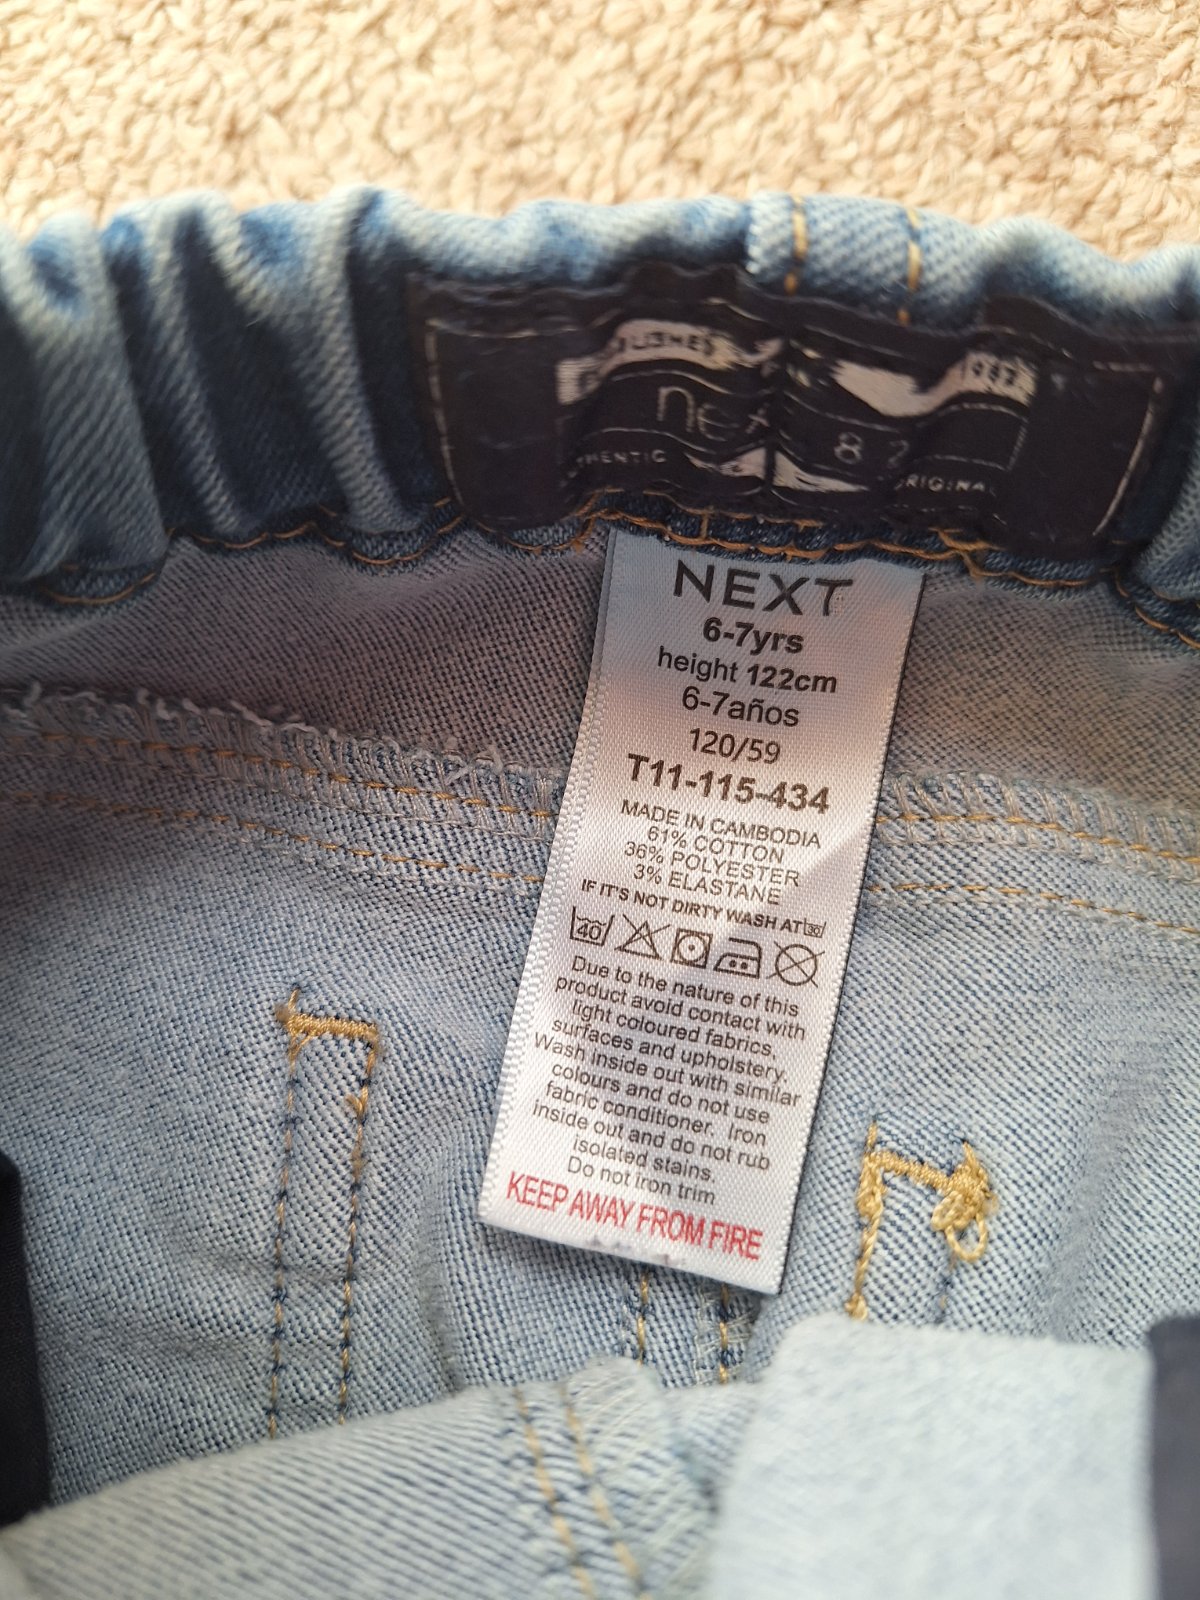 next 82
AUTHENTIC ORIGINAL
NEXT
6-7yrs
height 122cm
6-7años
120/59
T11-115-434
MADE IN CAMBODIA
61% COTTON
36% POLYESTER
3% ELASTANE
IF IT'S NOT DIRTY WASH AT 30
40
Due to the nature of this
product avoid contact with
light coloured fabrics,
surfaces and upholstery.
Wash inside out with similar
colours and do not use
fabric conditioner. Iron
inside out and do not rub
isolated stains.
Do not iron trim
KEEP AWAY FROM FIRE